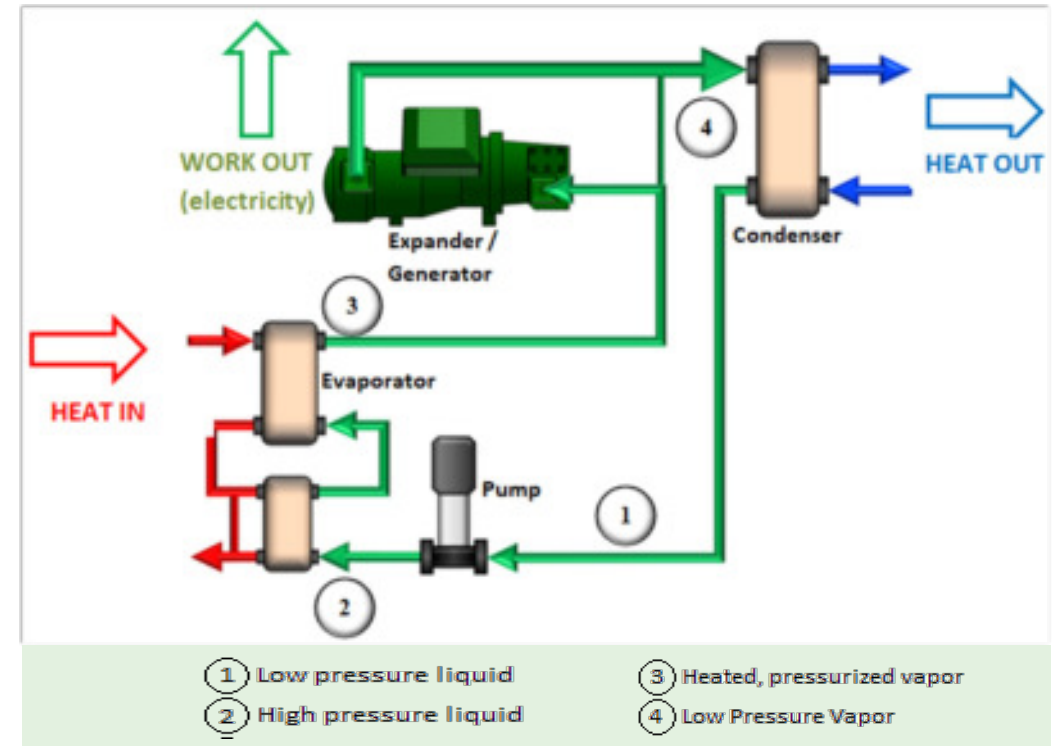 WORK OUT
(electricity)
4
HEAT OUT
Expander /
Generator
Condenser
3
Evaporator
HEAT IN
Pump
1
2
1 Low pressure liquid
3 Heated, pressurized vapor
2 High pressure liquid
4 Low Pressure Vapor